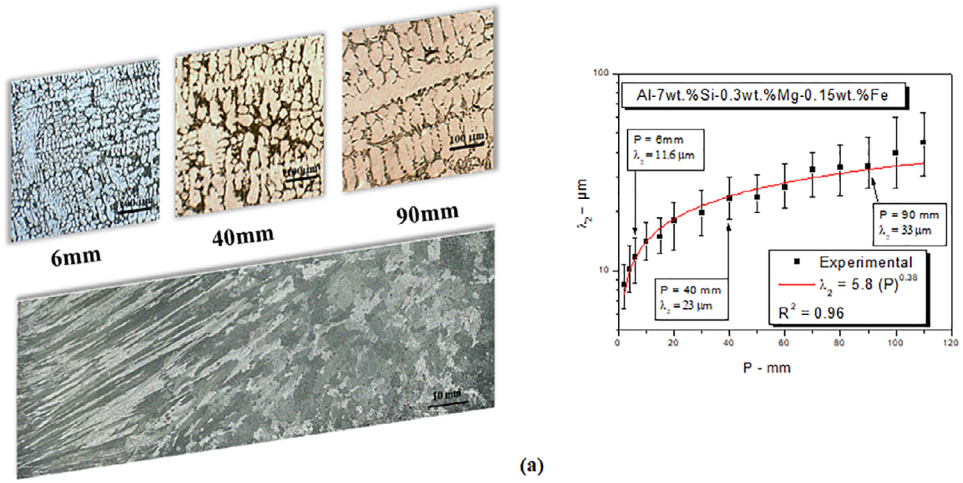 100 µm
100 µm
100 µm
6mm
40mm
90mm
10 mm
(a)
Al-7wt.%Si-0.3wt.%Mg-0.15wt.%Fe
P = 6mm
λ₂ = 11.6 µm
P = 40 mm
λ₂ = 23 µm
P = 90 mm
λ₂ = 33 µm
Experimental
λ₂ = 5.8 (P)^0.38
R² = 0.96
λ₂ – µm
100
10
0 20 40 60 80 100 120
P - mm